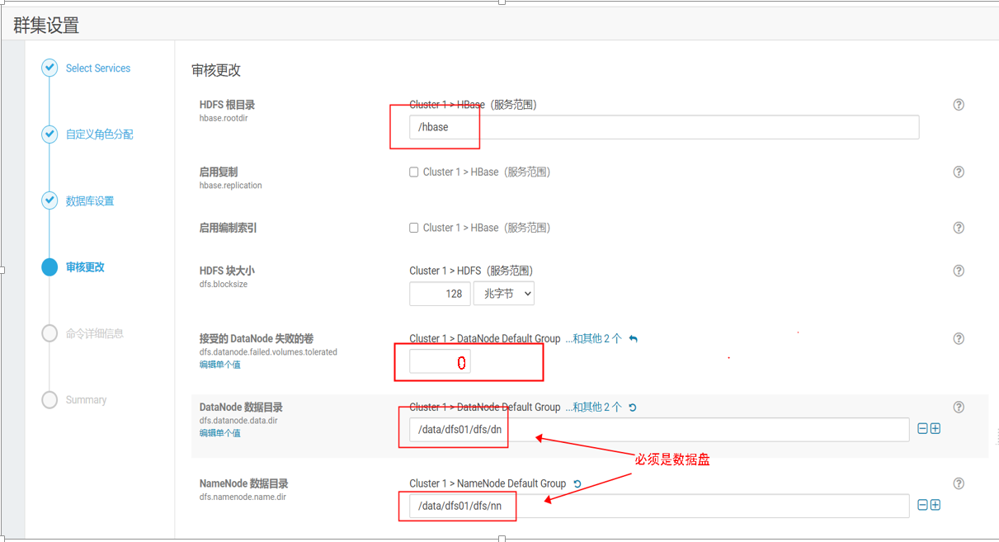 群集设置
Select Services
自定义角色分配
数据库设置
审核更改
命令详细信息
Summary
审核更改
HDFS 根目录
hbase.rootdir
Cluster 1 > HBase（服务范围）
/hbase
启用复制
hbase.replication
Cluster 1 > HBase（服务范围）
启用编制索引
Cluster 1 > HBase（服务范围）
HDFS 块大小
dfs.blocksize
Cluster 1 > HDFS（服务范围）
128 兆字节
接受的 DataNode 失败的卷
dfs.datanode.failed.volumes.tolerated
编辑单个值
Cluster 1 > DataNode Default Group ...和其他 2 个
0
DataNode 数据目录
dfs.datanode.data.dir
编辑单个值
Cluster 1 > DataNode Default Group ...和其他 2 个
/data/dfs01/dfs/dn
必须是数据盘
NameNode 数据目录
dfs.namenode.name.dir
Cluster 1 > NameNode Default Group
/data/dfs01/dfs/nn